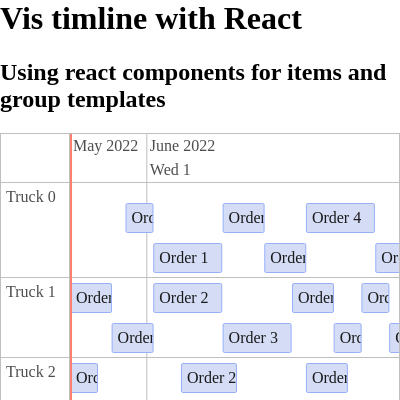 Vis timline with React
Using react components for items and
group templates
May 2022
June 2022
Wed 1
Truck 0
Ord
Order
Order 4
Order 1
Order
Or
Truck 1
Order
Order 2
Order
Ord
Order
Order 3
Ord
Truck 2
Ord
Order 2
Order